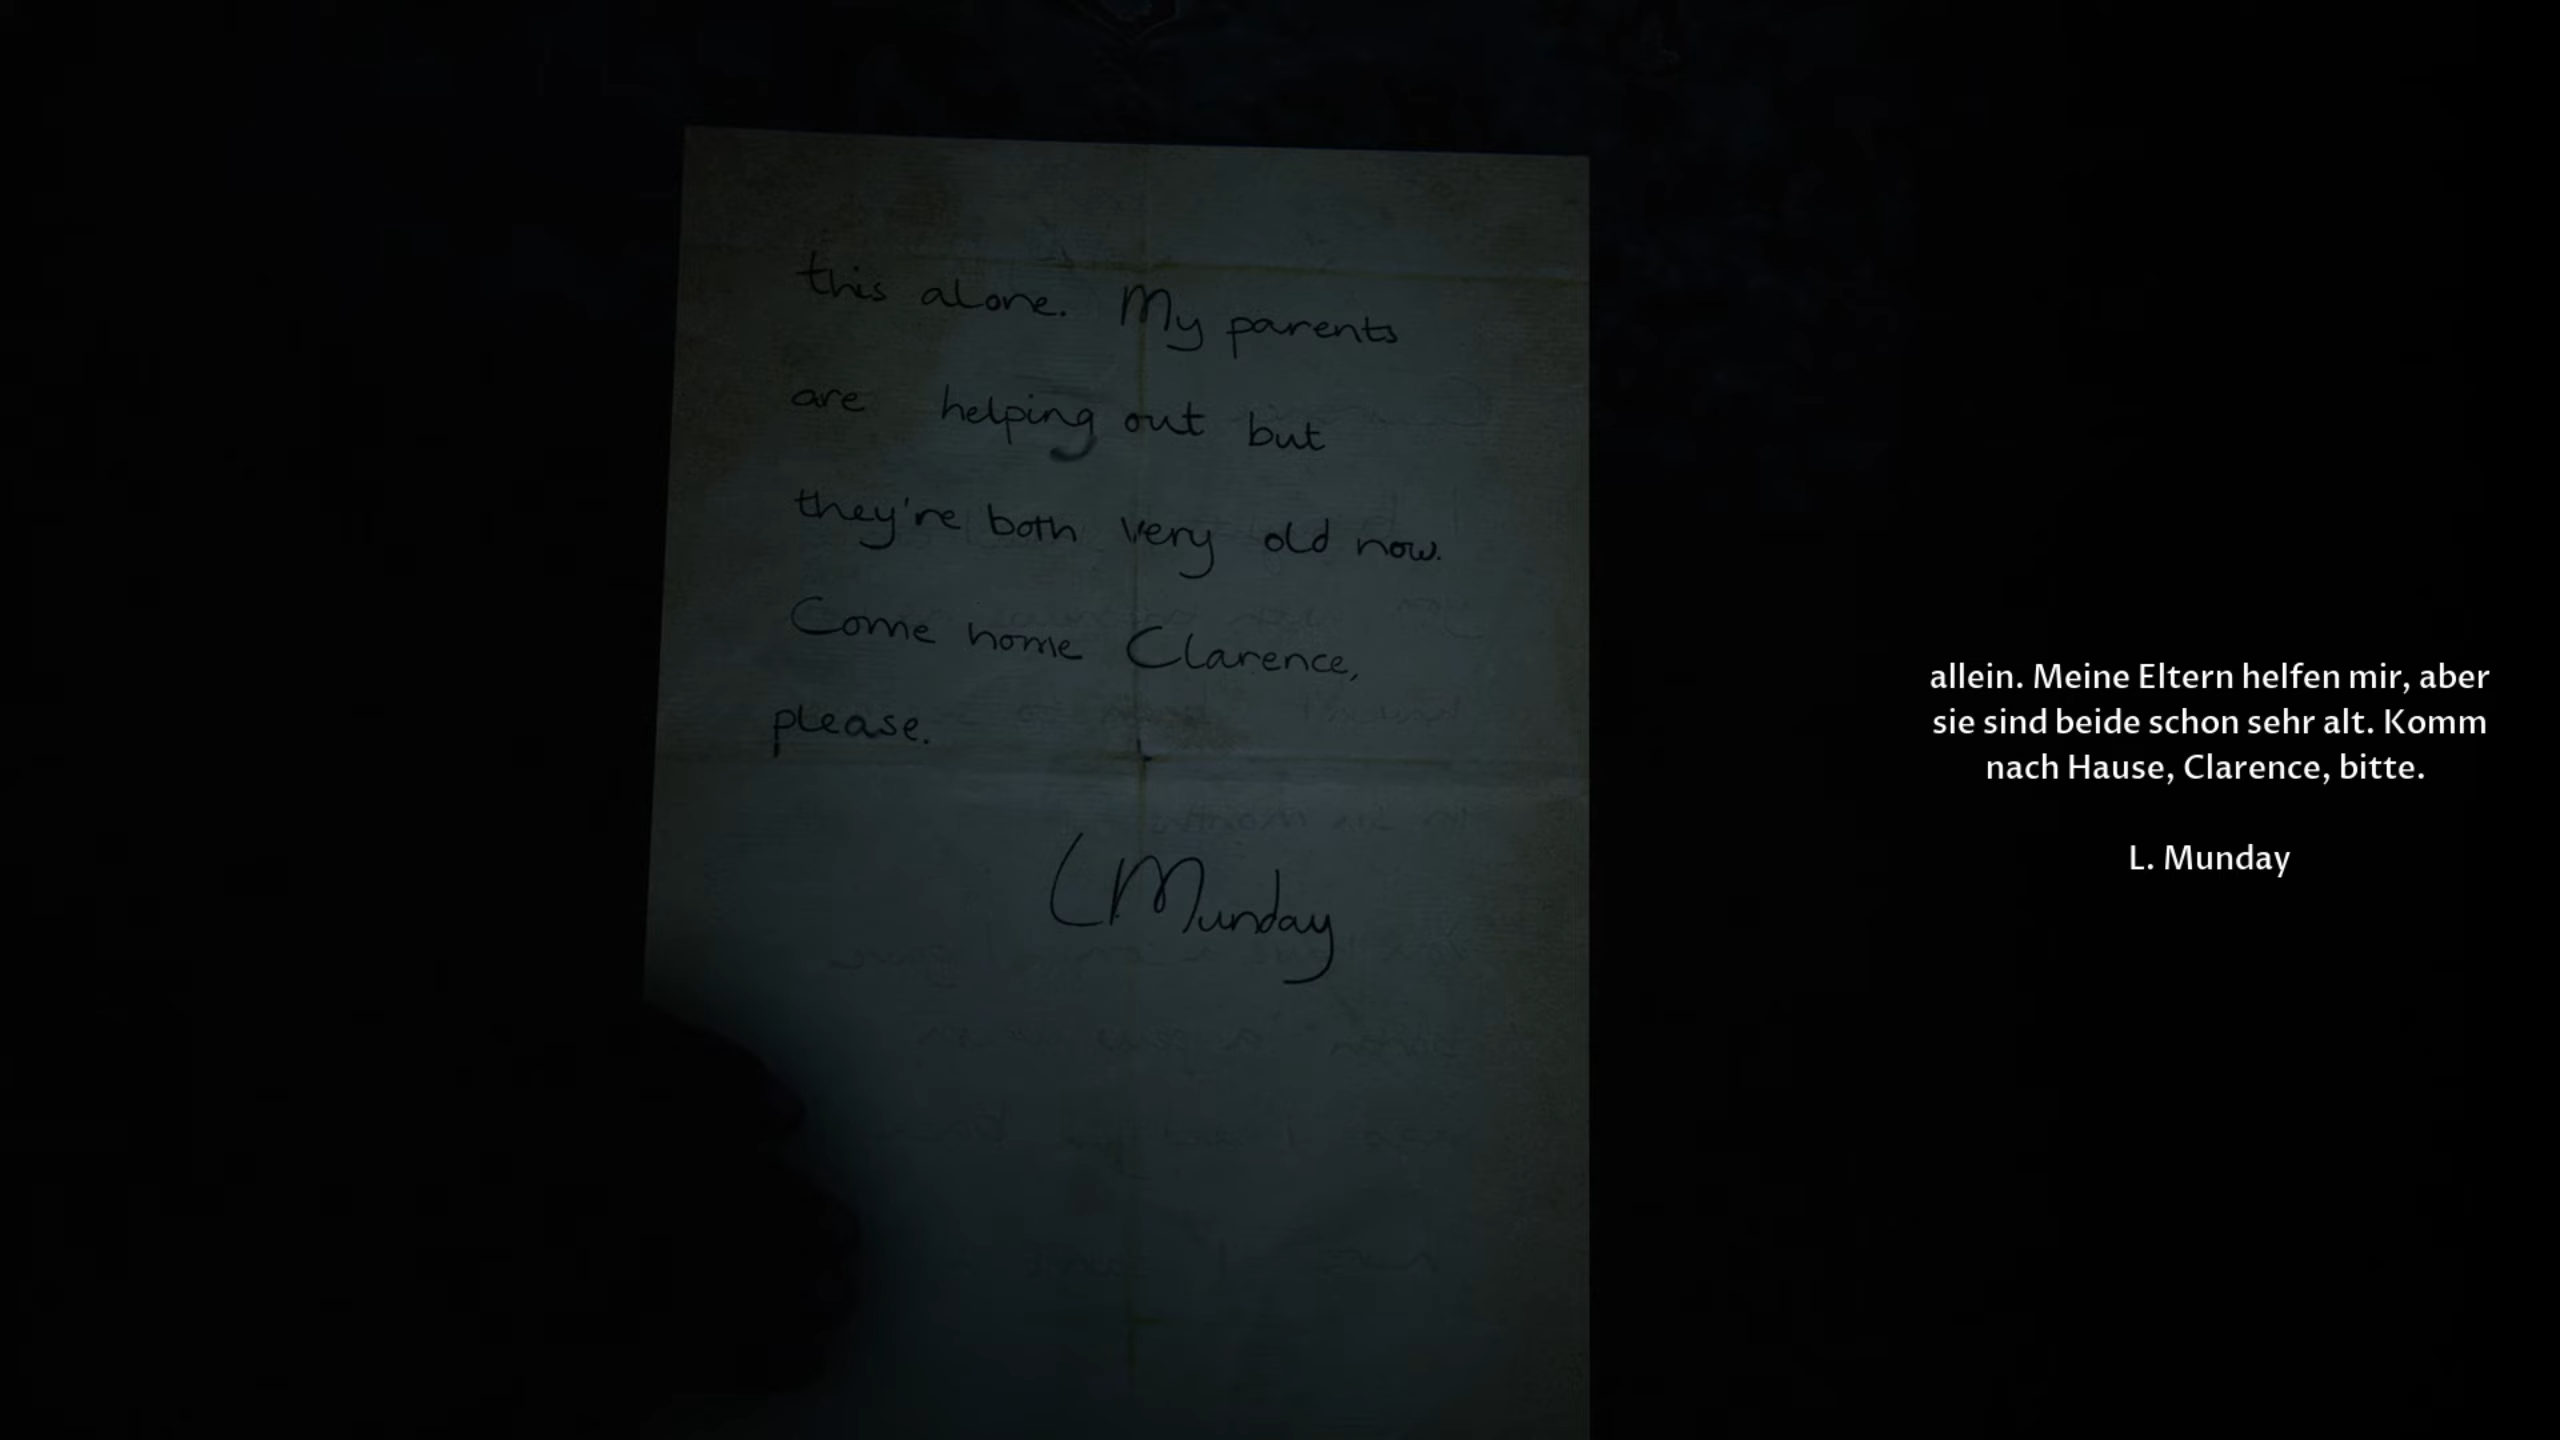 this alone. My parents
are helping out but
they're both very old now.
Come home Clarence,
please.
L Munday
allein. Meine Eltern helfen mir, aber
sie sind beide schon sehr alt. Komm
nach Hause, Clarence, bitte.
L. Munday